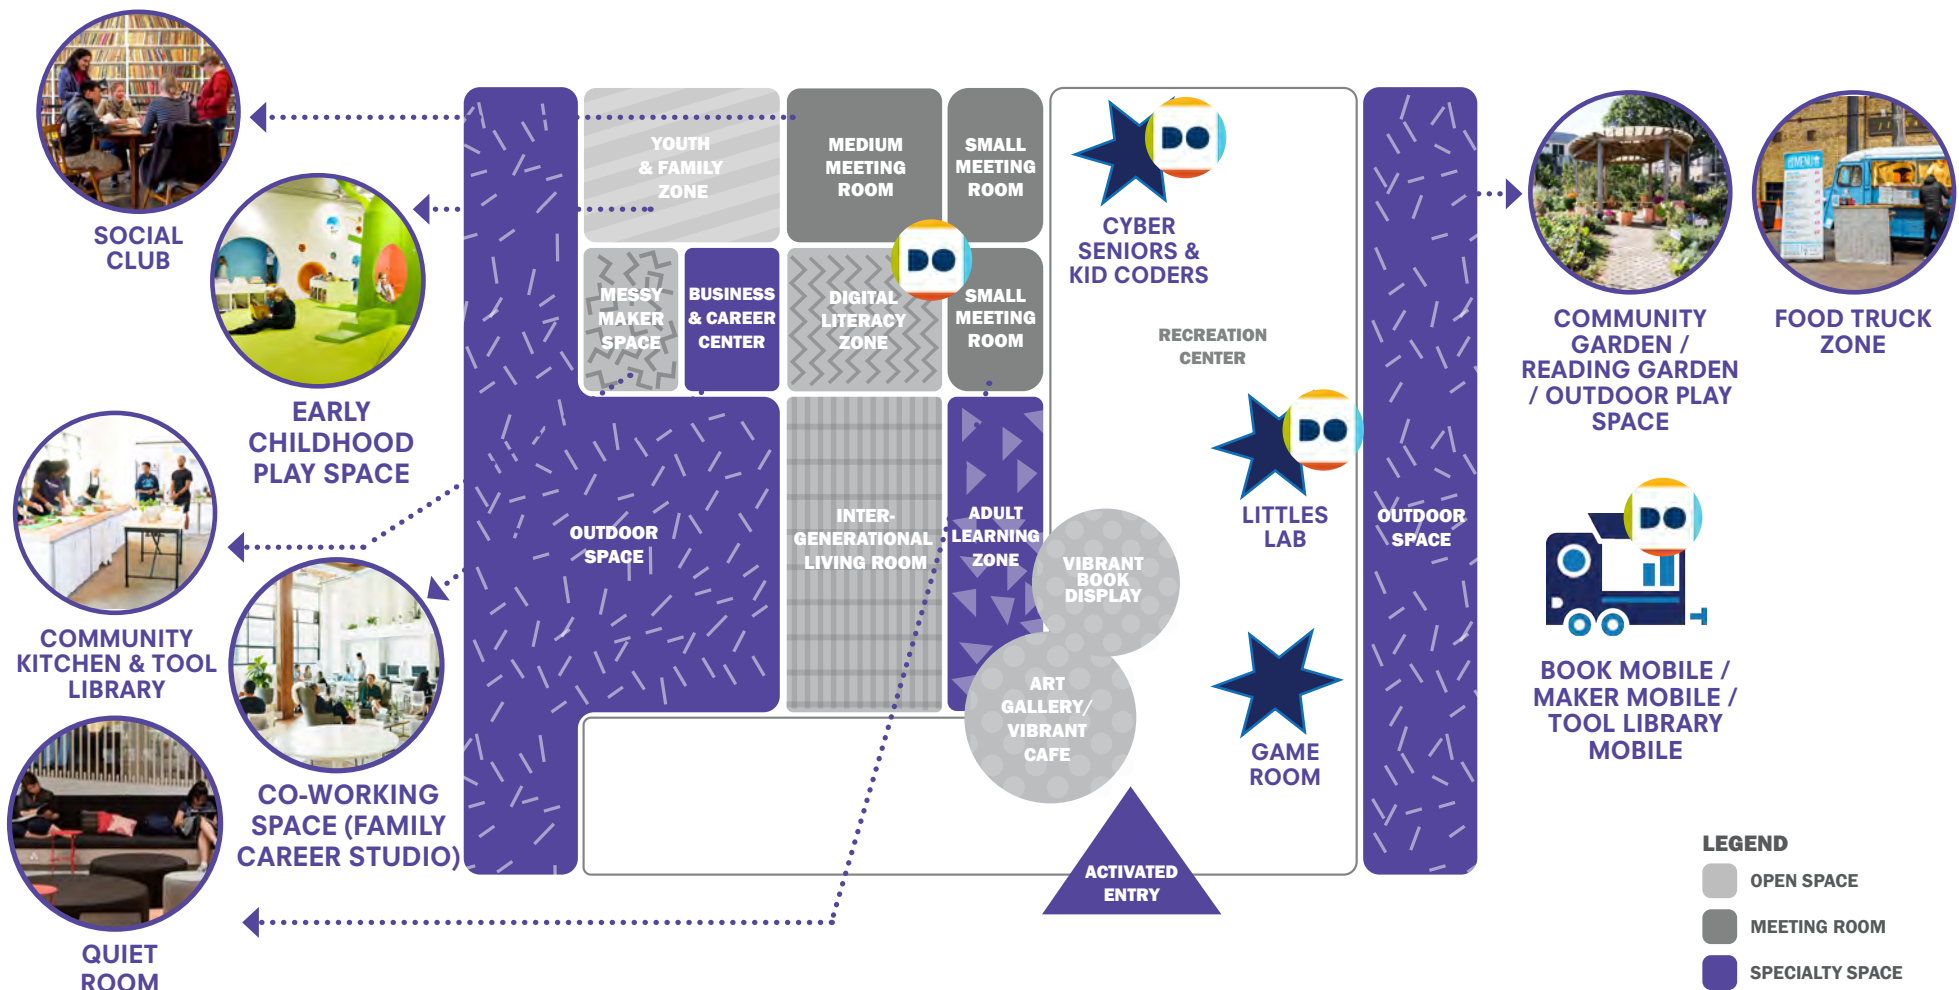 SOCIAL
CLUB
EARLY
CHILDHOOD
PLAY SPACE
COMMUNITY
KITCHEN & TOOL
LIBRARY
CO-WORKING
SPACE (FAMILY
CAREER STUDIO)
QUIET
ROOM
YOUTH
& FAMILY
ZONE
MEDIUM
MEETING
ROOM
SMALL
MEETING
ROOM
MESSY
MAKER
SPACE
BUSINESS
& CAREER
CENTER
DIGITAL
LITERACY
ZONE
DO
SMALL
MEETING
ROOM
OUTDOOR
SPACE
INTER-
GENERATIONAL
LIVING ROOM
ADULT
LEARNING
ZONE
VIBRANT
BOOK
DISPLAY
ART
GALLERY/
VIBRANT
CAFE
ACTIVATED
ENTRY
DO
CYBER
SENIORS &
KID CODERS
RECREATION
CENTER
DO
LITTLES
LAB
GAME
ROOM
OUTDOOR
SPACE
COMMUNITY
GARDEN /
READING GARDEN
/ OUTDOOR PLAY
SPACE
MENU
FOOD TRUCK
ZONE
DO
D
BOOK MOBILE /
MAKER MOBILE /
TOOL LIBRARY
MOBILE
LEGEND
OPEN SPACE
MEETING ROOM
SPECIALTY SPACE